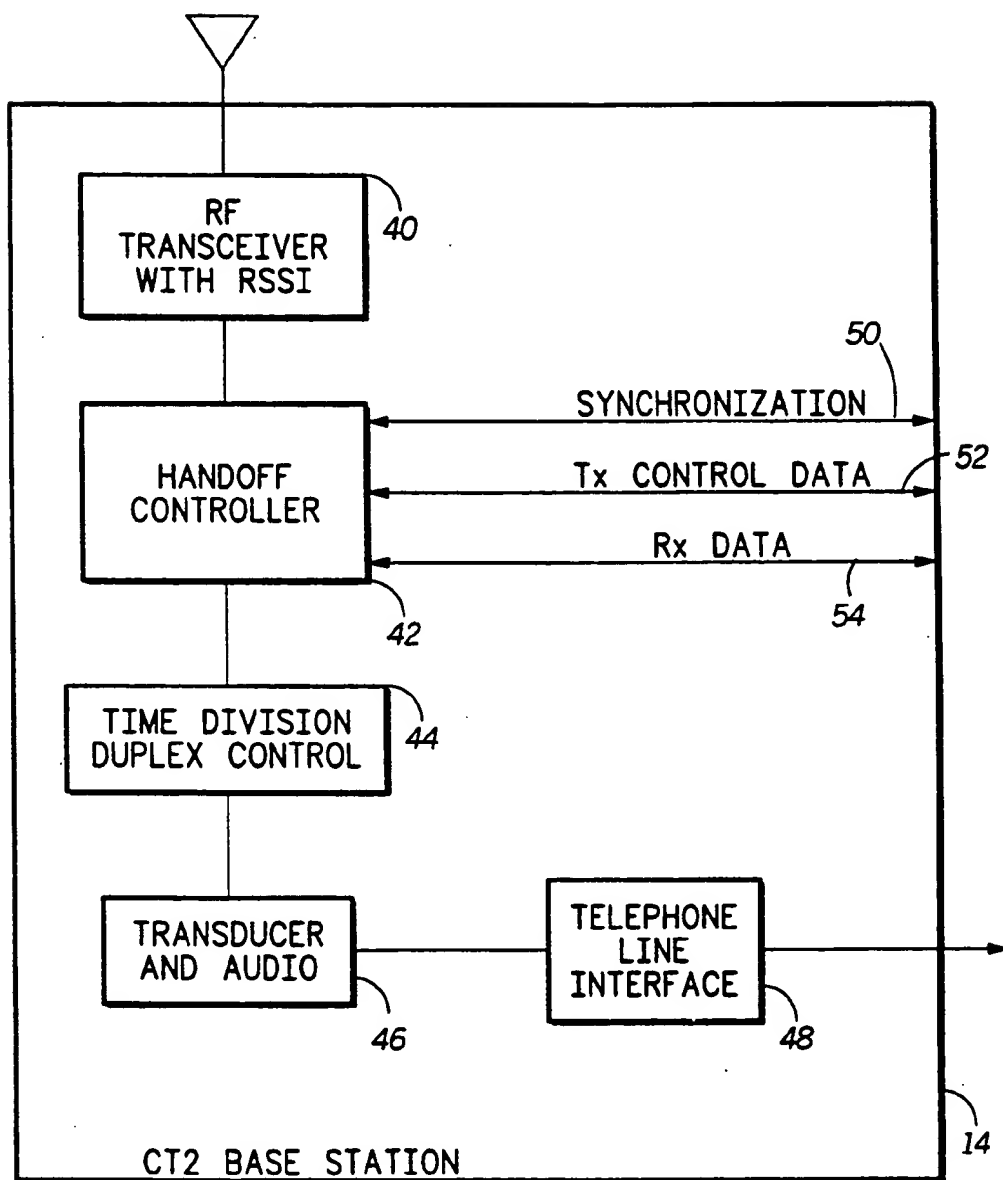 RF
TRANSCEIVER
WITH RSSI
40
50
SYNCHRONIZATION
52
Tx CONTROL DATA
HANDOFF
CONTROLLER
Rx DATA
54
42
TIME DIVISION
DUPLEX CONTROL
44
TRANSDUCER
AND AUDIO
46
TELEPHONE
LINE
INTERFACE
48
14
CT2 BASE STATION